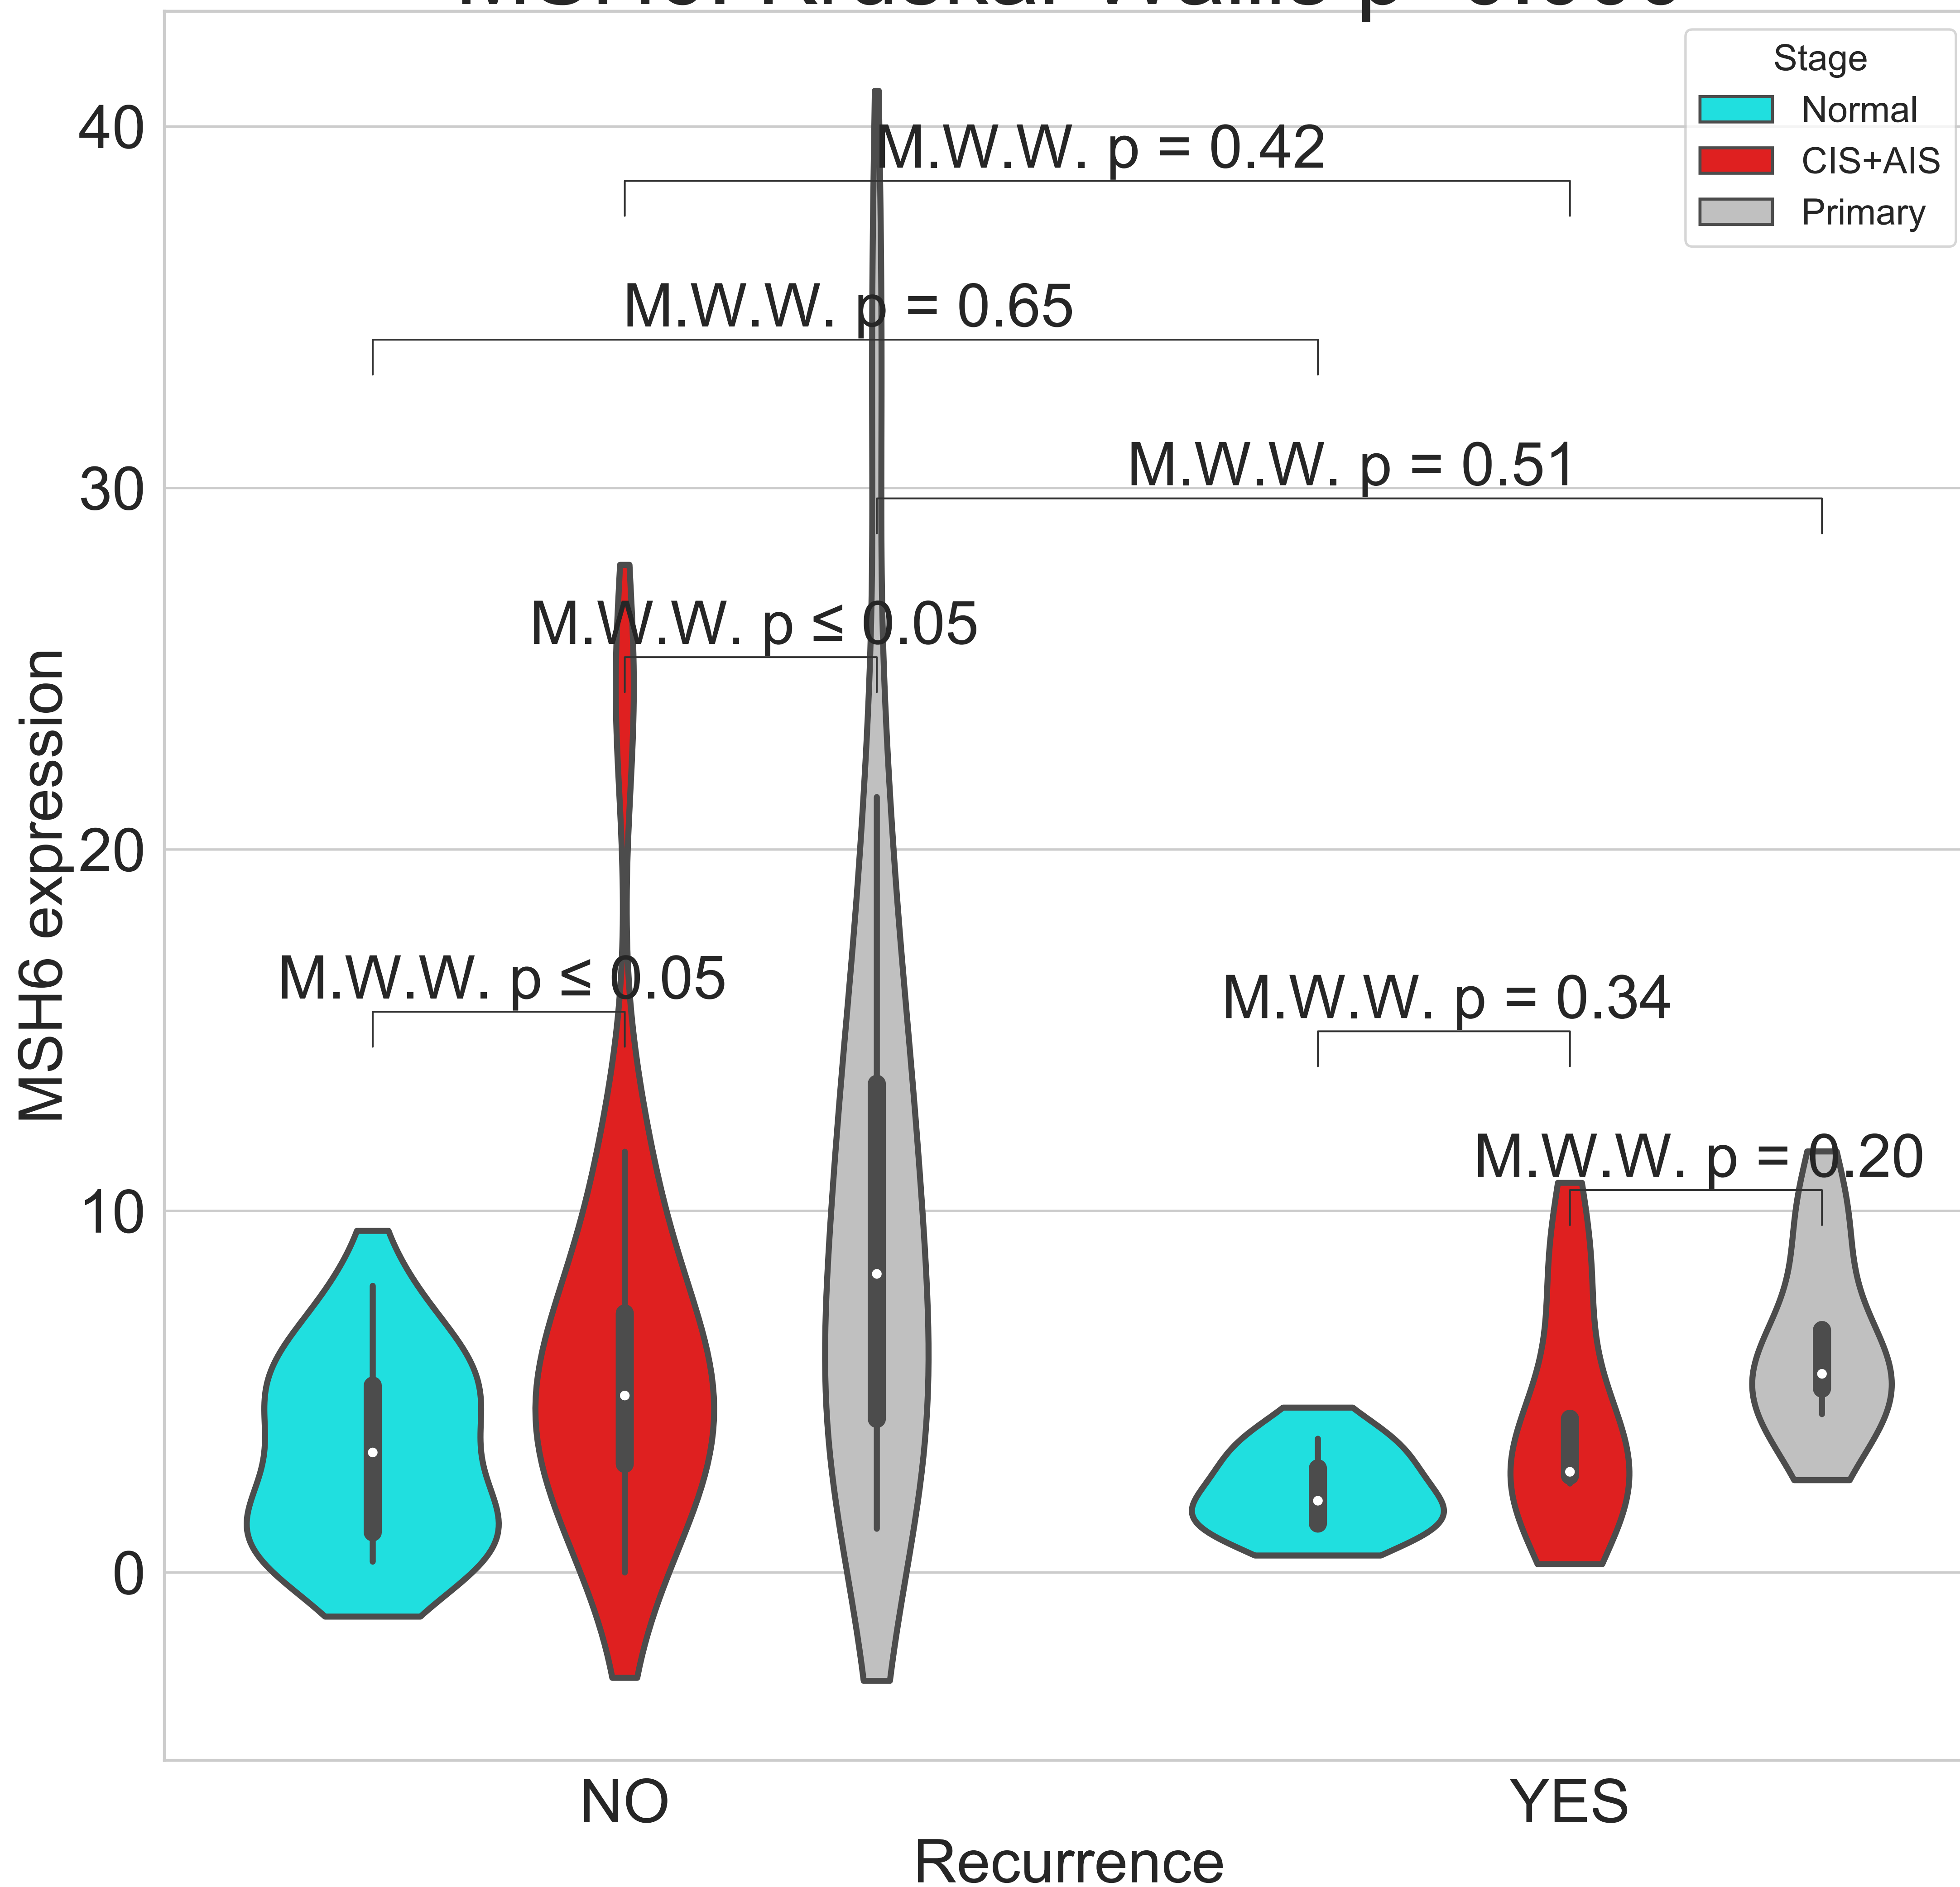 Stage
Normal
CIS+AIS
Primary
40
30
20
10
0
MSH6 expression
M.W.W. p = 0.42
M.W.W. p = 0.65
M.W.W. p = 0.51
M.W.W. p ≤ 0.05
M.W.W. p ≤ 0.05
M.W.W. p = 0.34
M.W.W. p = 0.20
NO
YES
Recurrence